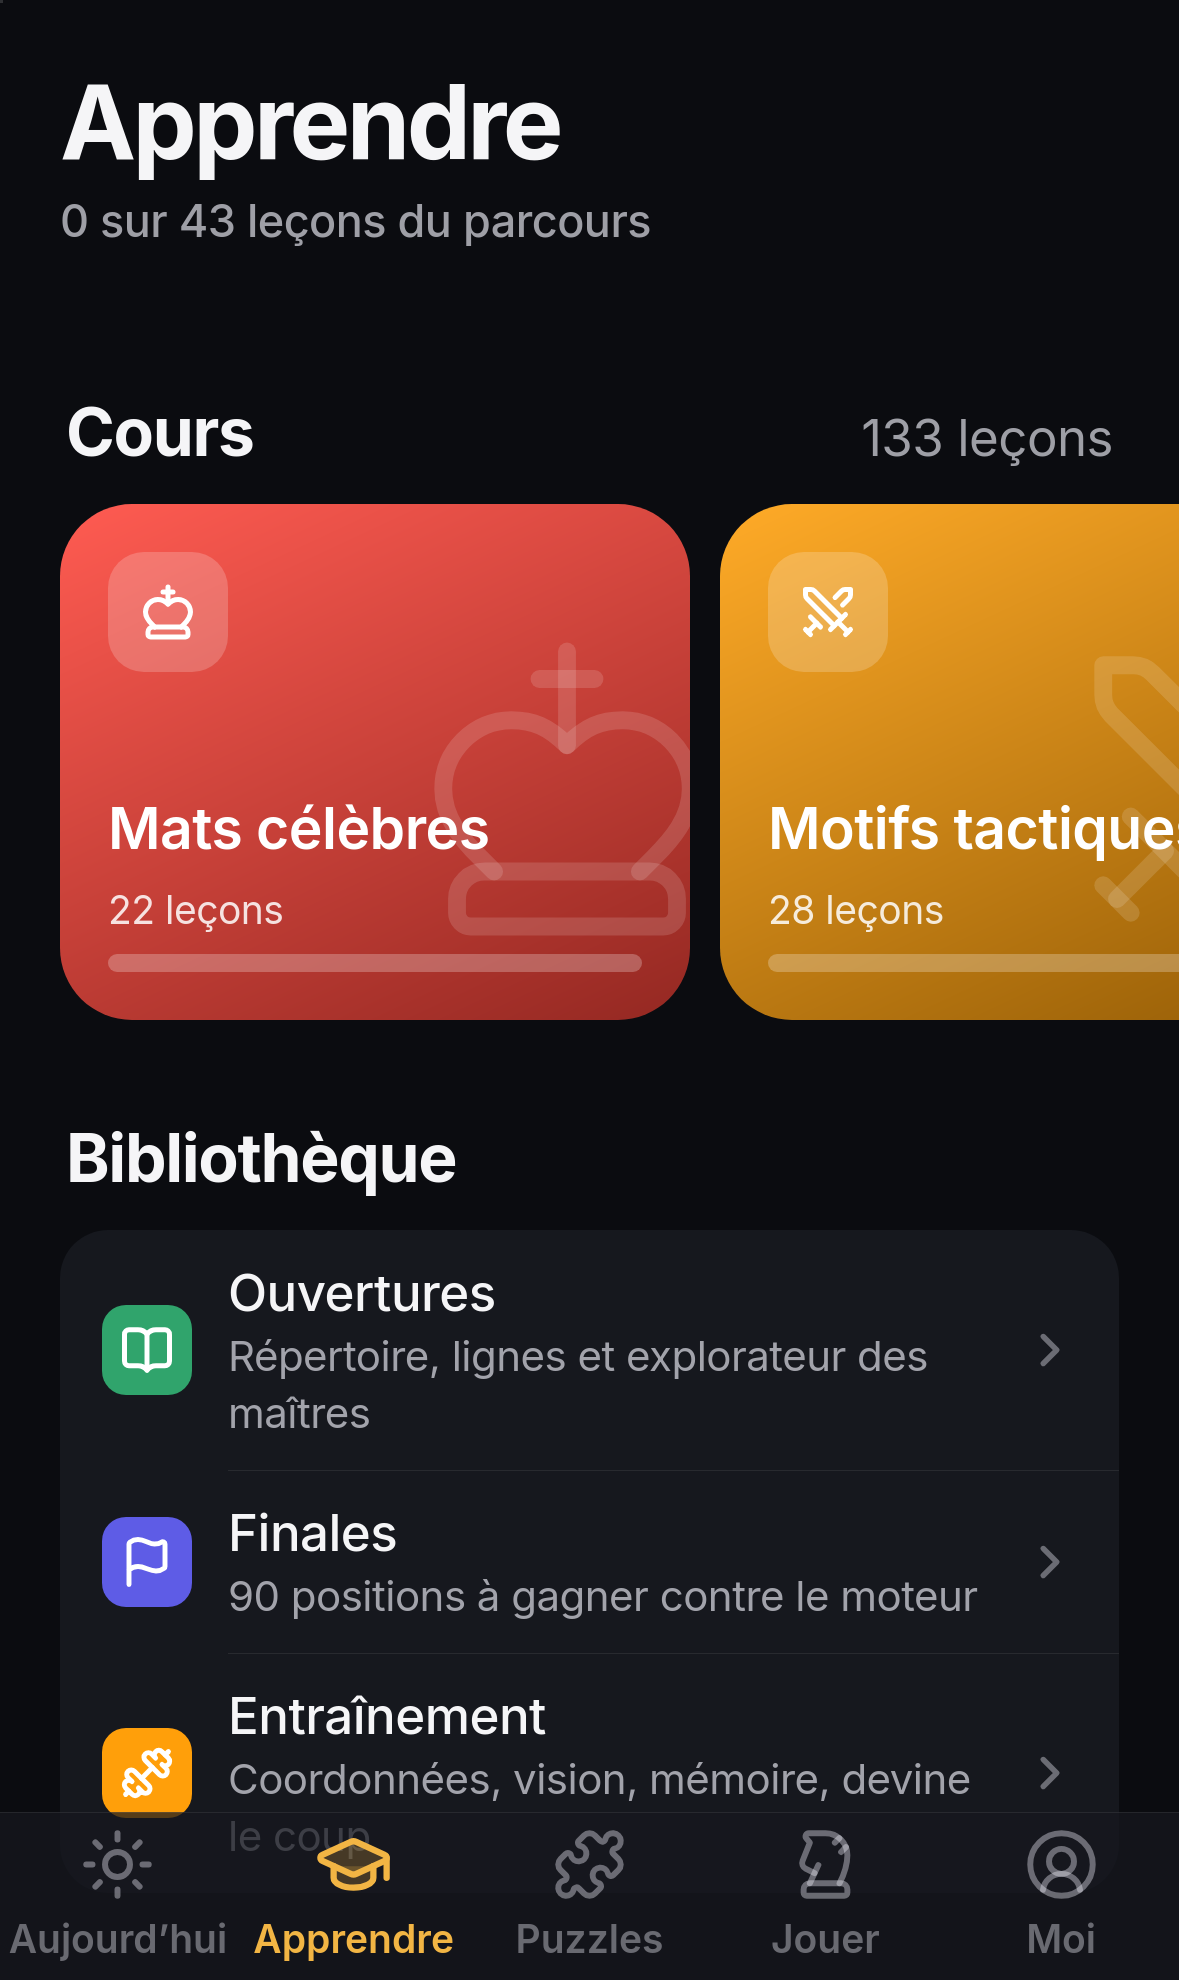 Apprendre
0 sur 43 leçons du parcours
Cours
133 leçons
Mats célèbres
22 leçons
Motifs tactiques
28 leçons
Bibliothèque
Ouvertures
Répertoire, lignes et explorateur des
maîtres
Finales
90 positions à gagner contre le moteur
Entraînement
Coordonnées, vision, mémoire, devine
le coup
Aujourd’hui
Apprendre
Puzzles
Jouer
Moi